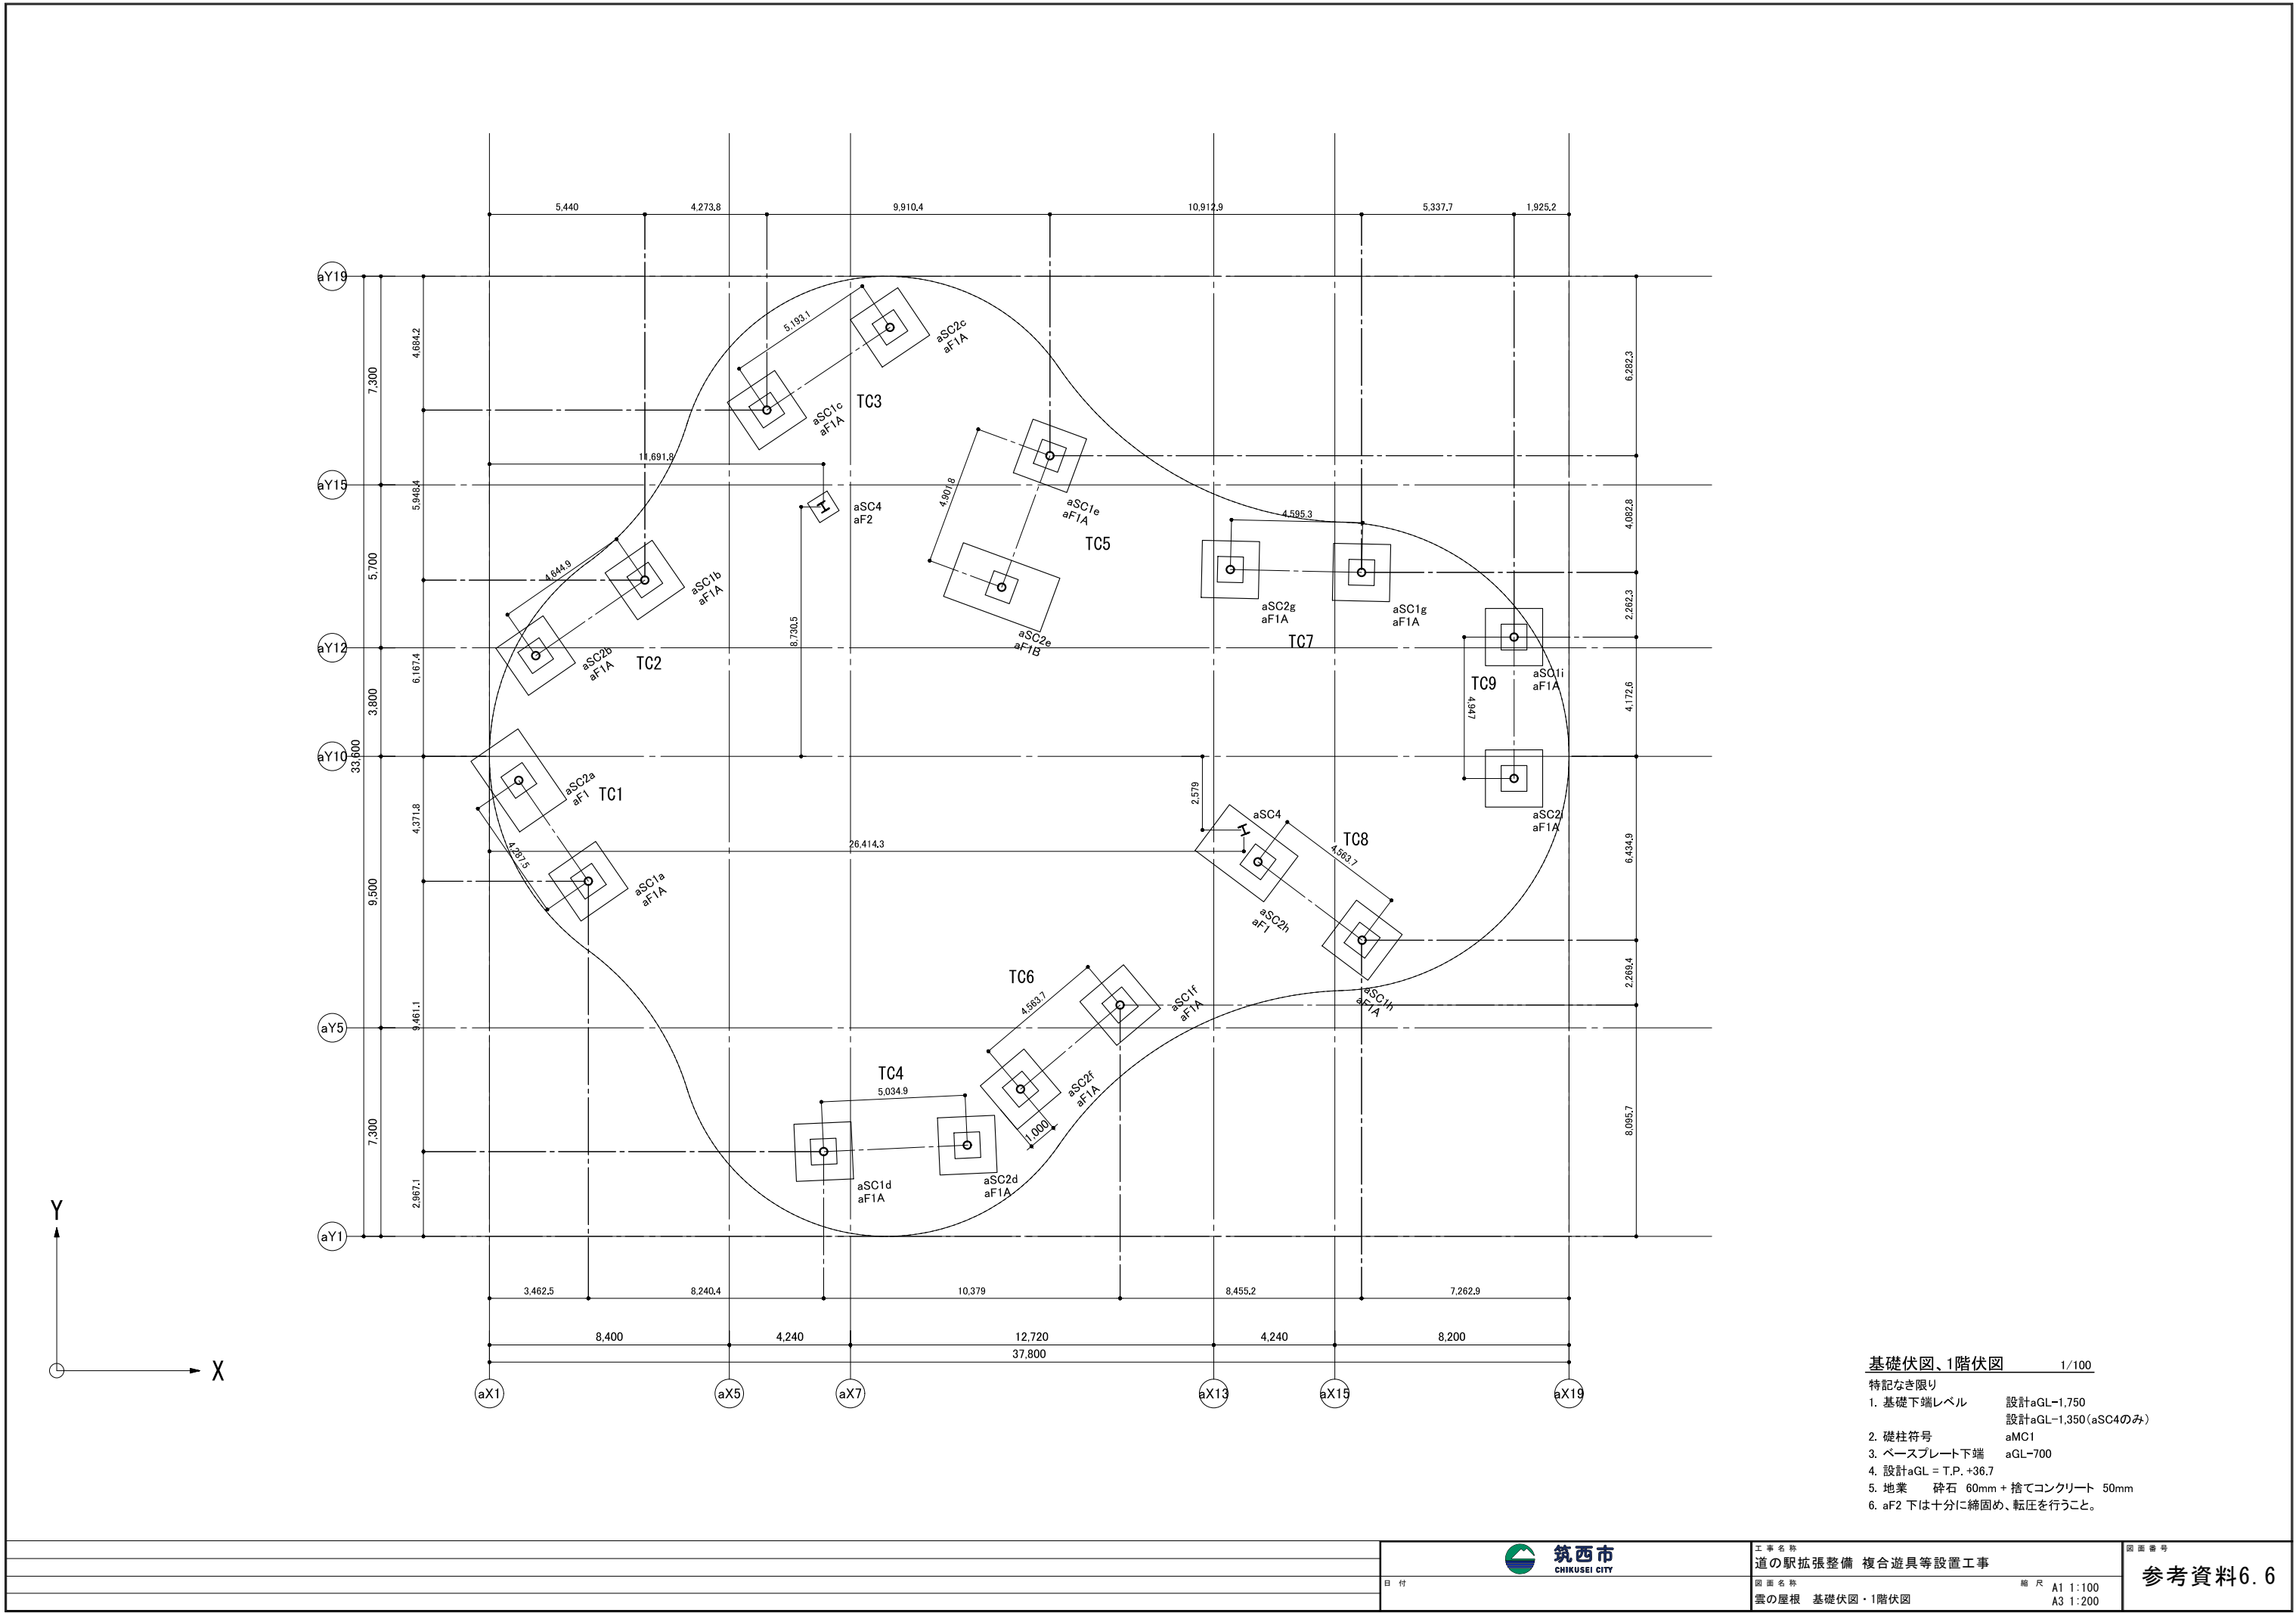 5,440
4,273.8
9,910.4
10,912.9
5,337.7
1,925.2
aY19
aY15
aY12
aY10
aY5
aY1
7,300
5,700
3,800
9,500
7,300
33,600
4,684.2
5,948.4
6,167.4
4,371.8
9,461.1
2,967.1
6,282.3
4,082.8
2,262.3
4,172.6
6,434.9
2,269.4
8,095.7
5,193.1
aSC2c
aF1A
aSC1c
aF1A
TC3
11,691.8
aSC4
aF2
8,730.5
4,901.8
aSC1e
aF1A
TC5
aSC2e
aF1B
4,644.9
aSC1b
aF1A
aSC2b
aF1A
TC2
4,595.3
aSC2g
aF1A
aSC1g
aF1A
TC7
TC9
4,947
aSC1i
aF1A
aSC2i
aF1A
aSC2a
aF1
TC1
4,287.5
aSC1a
aF1A
2,579
26,414.3
aSC4
TC8
4,563.7
aSC2h
aF1
aSC1h
aF1A
TC6
4,563.7
aSC1f
aF1A
aSC2f
aF1A
1,000
TC4
5,034.9
aSC1d
aF1A
aSC2d
aF1A
3,462.5
8,240.4
10,379
8,455.2
7,262.9
8,400
4,240
12,720
4,240
8,200
37,800
aX1
aX5
aX7
aX13
aX15
aX19
Y
X
基礎伏図、1階伏図 1/100
特記なき限り
1. 基礎下端レベル 設計aGL-1,750
設計aGL-1,350(aSC4のみ)
2. 礎柱符号 aMC1
3. ベースプレート下端 aGL-700
4. 設計aGL = T.P. +36.7
5. 地業 砕石 60mm + 捨てコンクリート 50mm
6. aF2 下は十分に締固め、転圧を行うこと。
筑西市
CHIKUSEI CITY
日付
工事名称
道の駅拡張整備 複合遊具等設置工事
図面名称
雲の屋根 基礎伏図・1階伏図
縮尺 A1 1:100
A3 1:200
図面番号
参考資料6.6